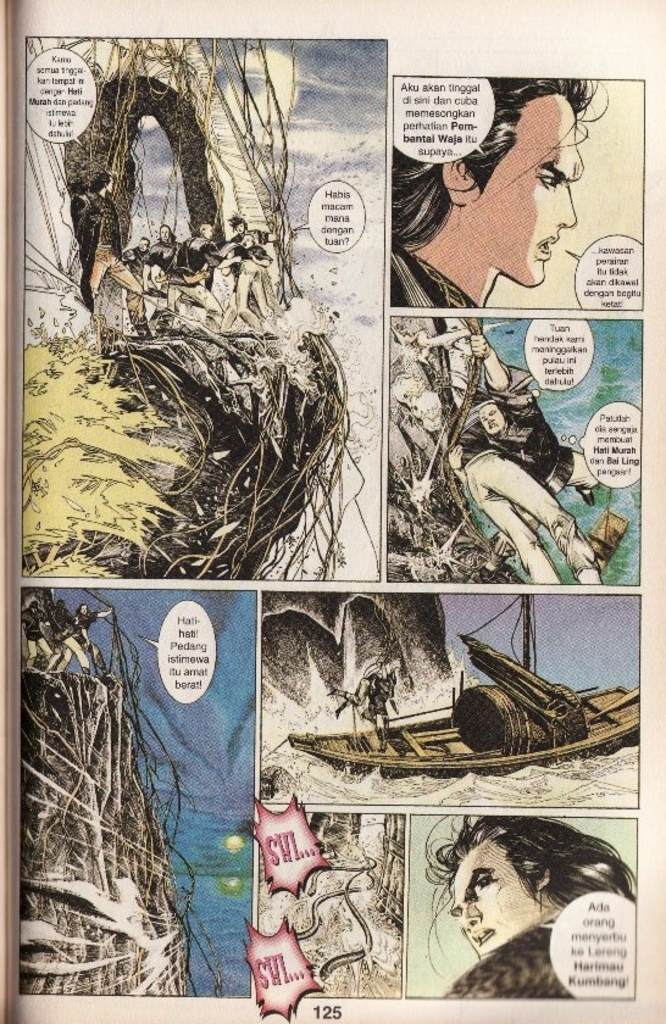 Kamu
semua tinggal-
kan tempat ini
dengan Hati
Murah dan pedang
istimewa
itu lebih
dahulu!
Habis
macam
mana
dengan
tuan?
Aku akan tinggal
di sini dan cuba
memesongkan
perhatian Pem-
bantai Waja itu
supaya...
...kawasan
perairan
itu tidak
akan dikawal
dengan begitu
ketat!
Tuan
hendak kami
meninggalkan
pulau ini
terlebih
dahulu!
Patutlah
dia sengaja
membuat
Hati Murah
dan Bai Ling
pengsan!
Hati-
hati!
Pedang
istimewa
itu amat
berat!
SWI...
SWI...
Ada
orang
menyerbu
ke Lereng
Harimau
Kumbang!
125